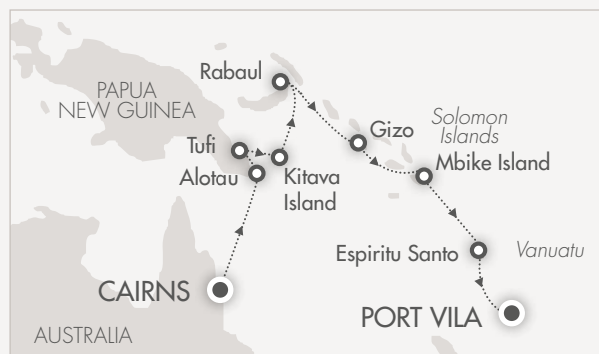 Rabaul
PAPUA
NEW GUINEA
Solomon
Islands
Gizo
Tufi
Mbike Island
Alotau
Kitava
Island
Espiritu Santo
Vanuatu
CAIRNS
PORT VILA
AUSTRALIA